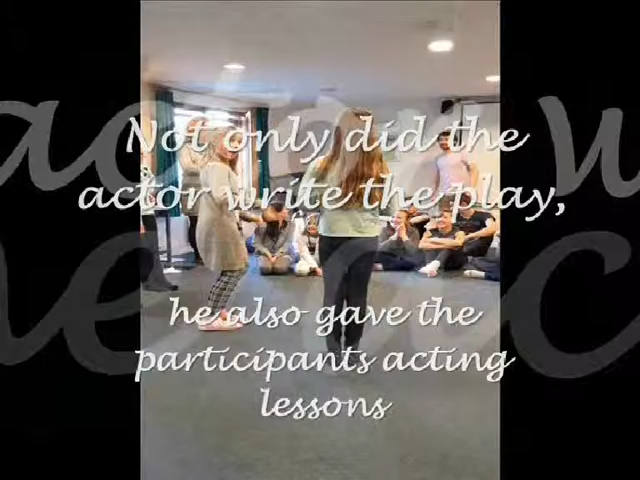 Not only did the
actor write the play,
he also gave the
participants acting
lessons